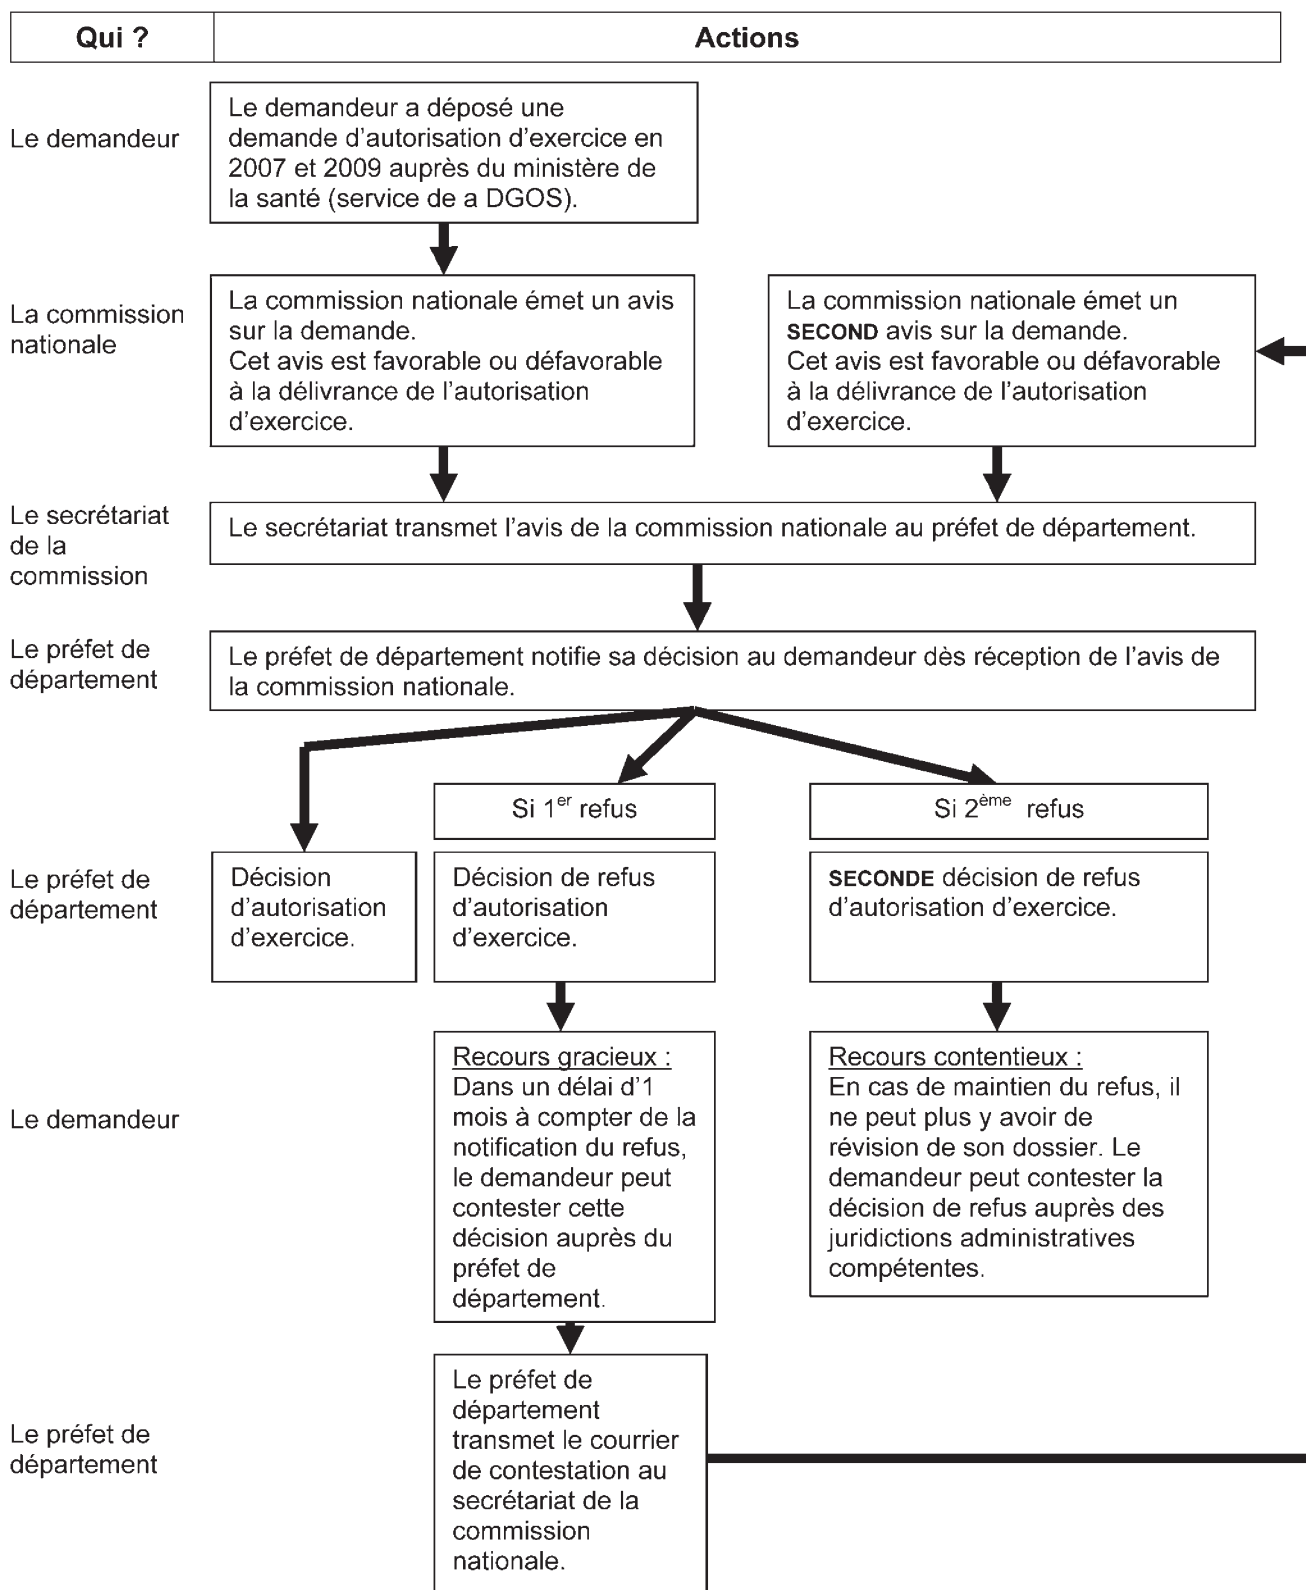 Qui ?
Actions
Le demandeur
Le demandeur a déposé une
demande d'autorisation d'exercice en
2007 et 2009 auprès du ministère de
la santé (service de a DGOS).
La commission
nationale
La commission nationale émet un avis
sur la demande.
Cet avis est favorable ou défavorable
à la délivrance de l'autorisation
d'exercice.
La commission nationale émet un
SECOND avis sur la demande.
Cet avis est favorable ou défavorable
à la délivrance de l'autorisation
d'exercice.
Le secrétariat
de la
commission
Le secrétariat transmet l'avis de la commission nationale au préfet de département.
Le préfet de
département
Le préfet de département notifie sa décision au demandeur dès réception de l'avis de
la commission nationale.
Si 1er refus
Si 2ème refus
Le préfet de
département
Décision
d'autorisation
d'exercice.
Décision de refus
d'autorisation
d'exercice.
SECONDE décision de refus
d'autorisation d'exercice.
Le demandeur
Recours gracieux :
Dans un délai d'1
mois à compter de la
notification du refus,
le demandeur peut
contester cette
décision auprès du
préfet de
département.
Recours contentieux :
En cas de maintien du refus, il
ne peut plus y avoir de
révision de son dossier. Le
demandeur peut contester la
décision de refus auprès des
juridictions administratives
compétentes.
Le préfet de
département
Le préfet de
département
transmet le courrier
de contestation au
secrétariat de la
commission
nationale.